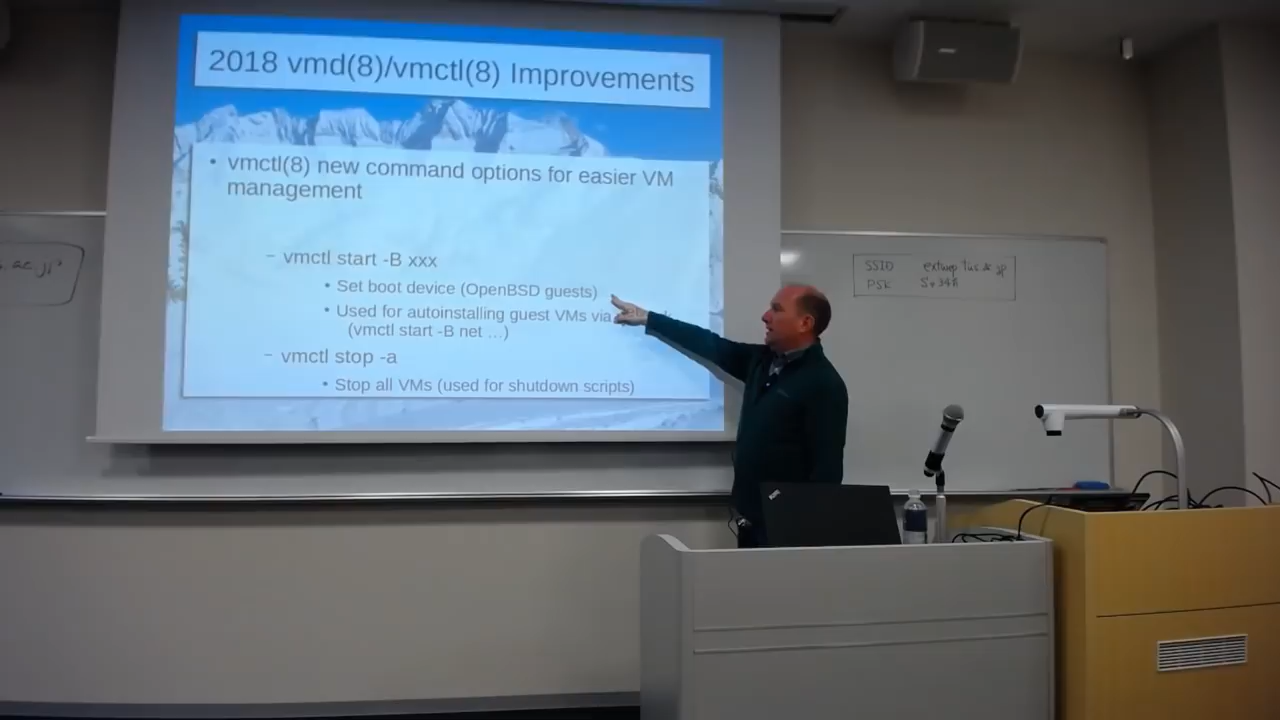 2018 vmd(8)/vmctl(8) Improvements
• vmctl(8) new command options for easier VM
management
– vmctl start -B xxx
• Set boot device (OpenBSD guests)
• Used for autoinstalling guest VMs via
(vmctl start -B net ...)
– vmctl stop -a
• Stop all VMs (used for shutdown scripts)
SSID
PSK